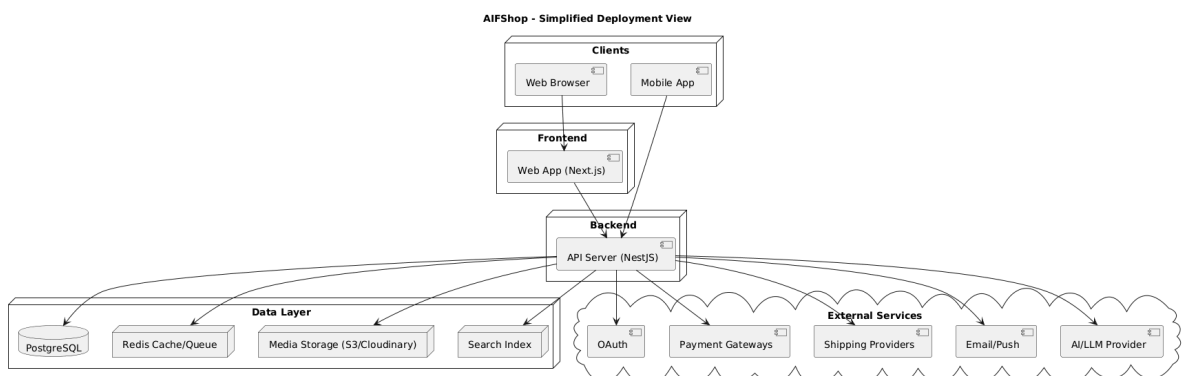 AIFShop - Simplified Deployment View
Clients
Web Browser
Mobile App
Frontend
Web App (Next.js)
Backend
API Server (NestJS)
Data Layer
PostgreSQL
Redis Cache/Queue
Media Storage (S3/Cloudinary)
Search Index
External Services
OAuth
Payment Gateways
Shipping Providers
Email/Push
AI/LLM Provider